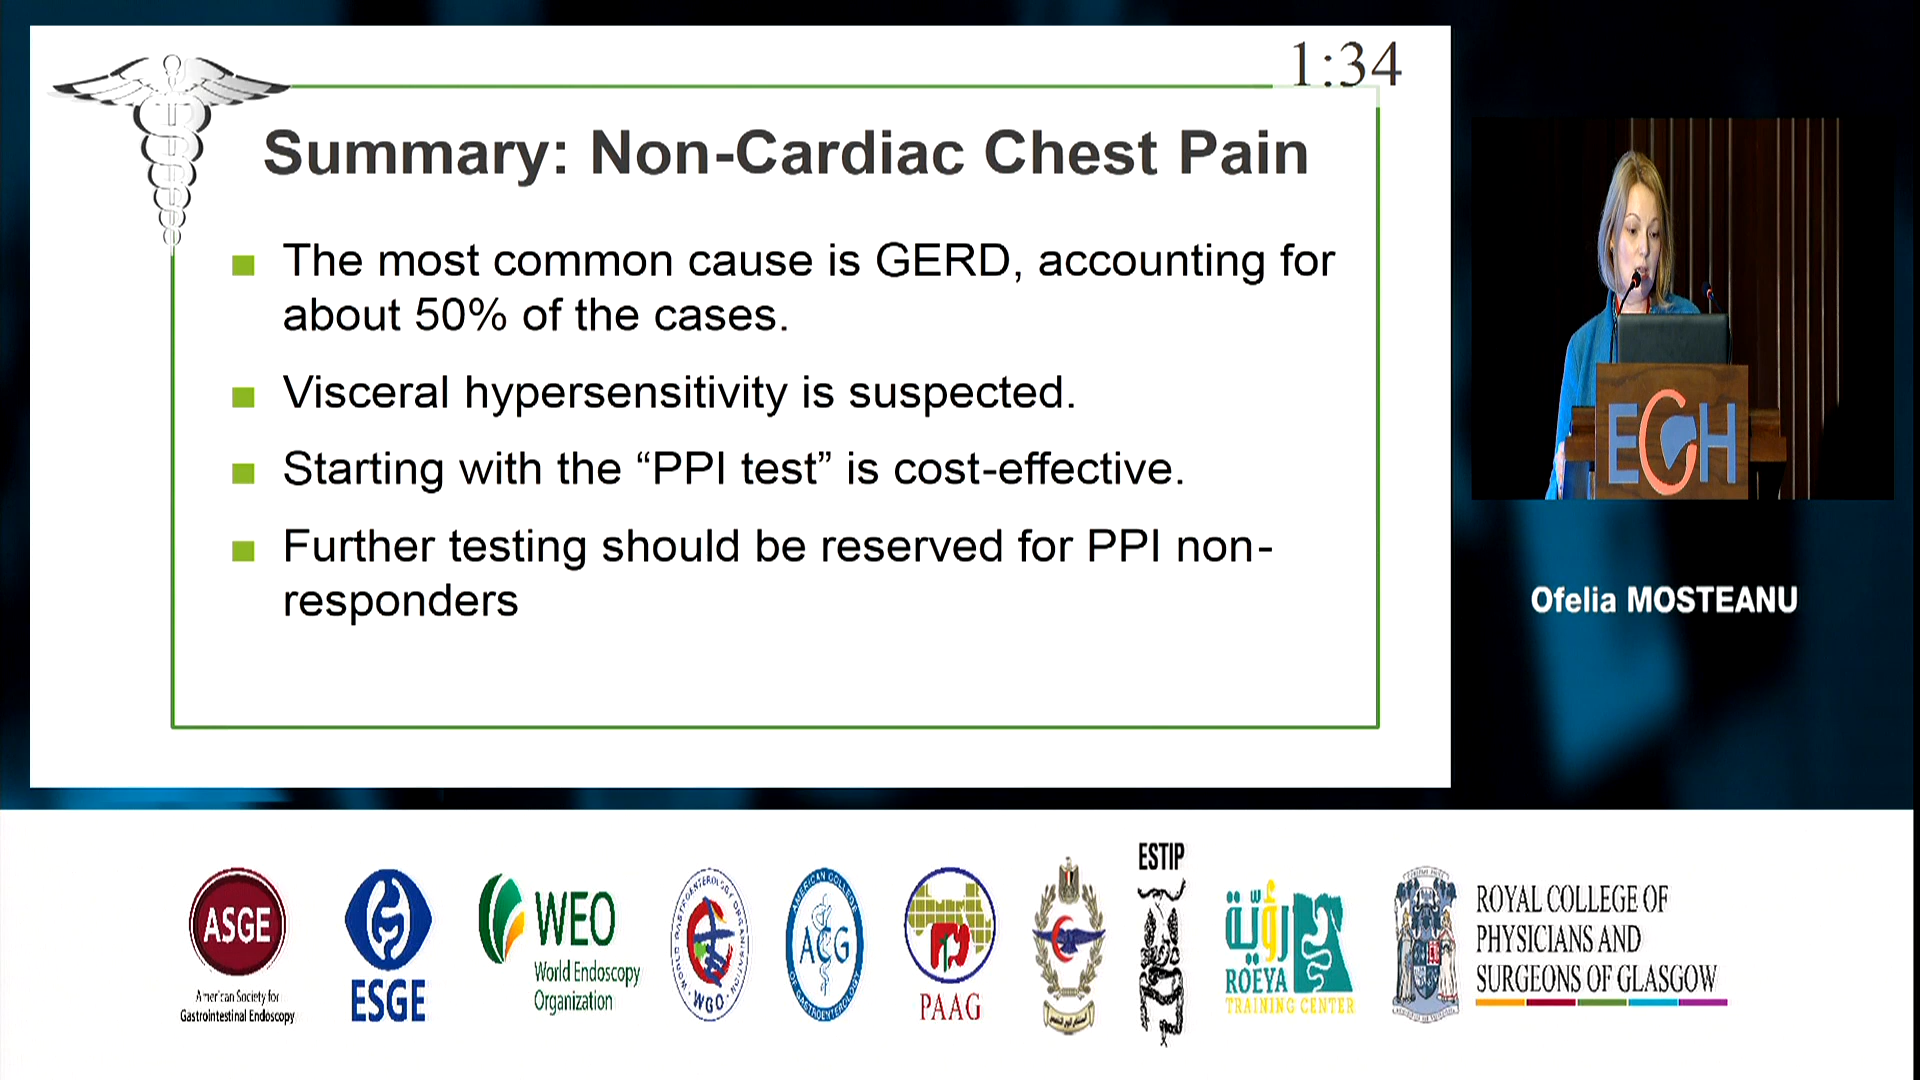 1:34
Summary: Non-Cardiac Chest Pain
The most common cause is GERD, accounting for
about 50% of the cases.
Visceral hypersensitivity is suspected.
Starting with the “PPI test” is cost-effective.
Further testing should be reserved for PPI non-
responders
EGH
Ofelia MOSTEANU
ASGE
American Society for
Gastrointestinal Endoscopy
ESGE
WEO
World Endoscopy
Organization
WORLD GASTROENTEROLOGY ORGANISATION
WGO
AMERICAN COLLEGE
ACG
OF GASTROENTEROLOGY
PAAG
ESTIP
رؤية
ROEYA
TRAINING CENTER
ROYAL COLLEGE OF
PHYSICIANS AND
SURGEONS OF GLASGOW